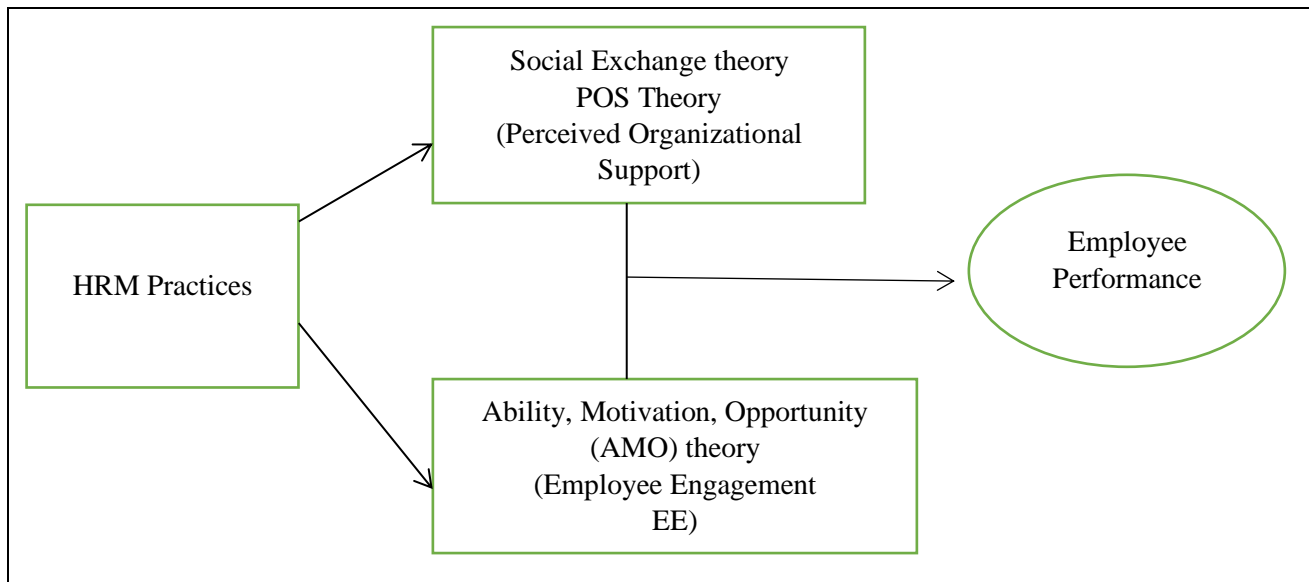 Social Exchange theory
POS Theory
(Perceived Organizational
Support)
HRM Practices
Employee
Performance
Ability, Motivation, Opportunity
(AMO) theory
(Employee Engagement
EE)